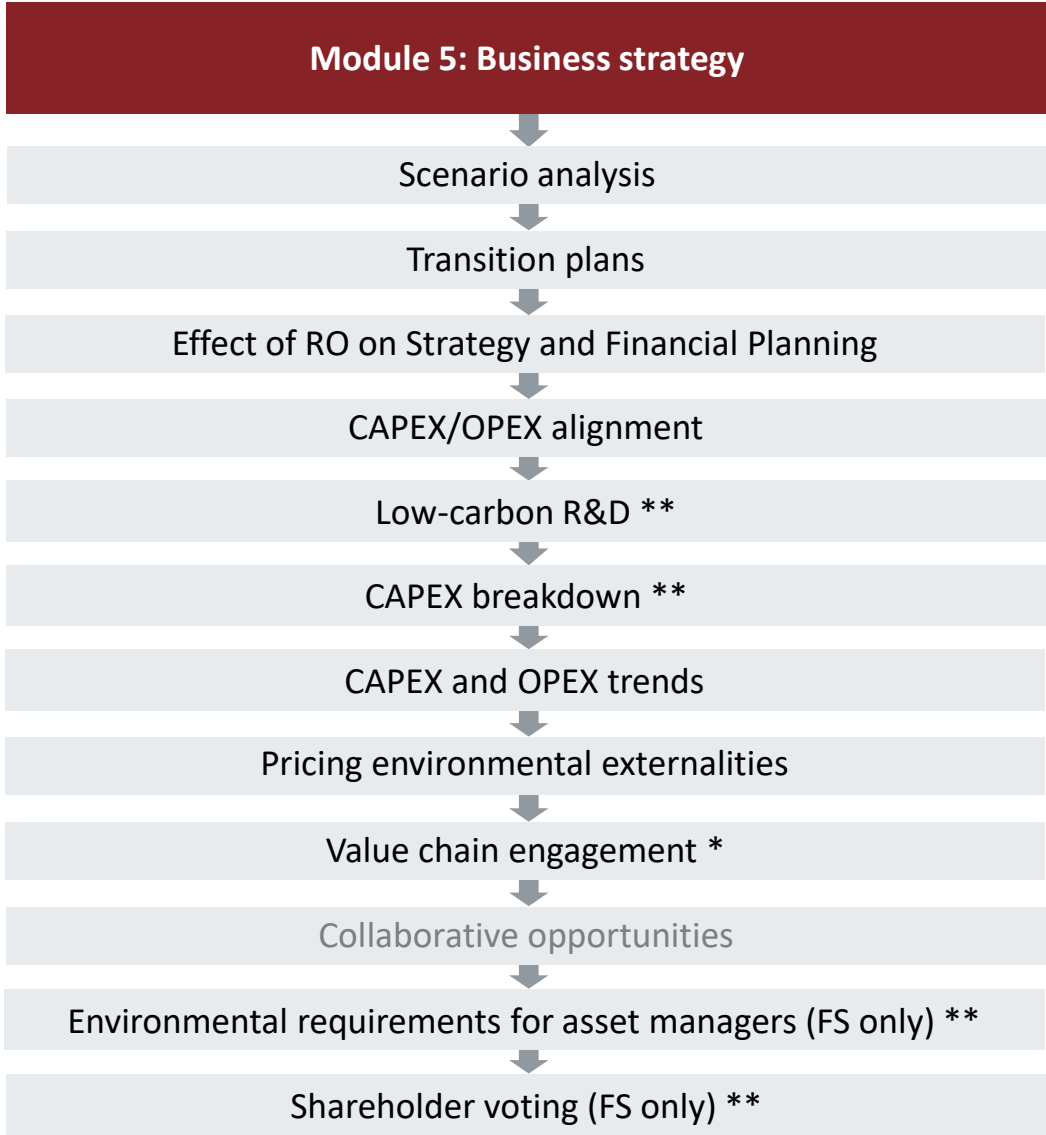 Module 5: Business strategy
Scenario analysis
Transition plans
Effect of RO on Strategy and Financial Planning
CAPEX/OPEX alignment
Low-carbon R&D **
CAPEX breakdown **
CAPEX and OPEX trends
Pricing environmental externalities
Value chain engagement *
Collaborative opportunities
Environmental requirements for asset managers (FS only) **
Shareholder voting (FS only) **